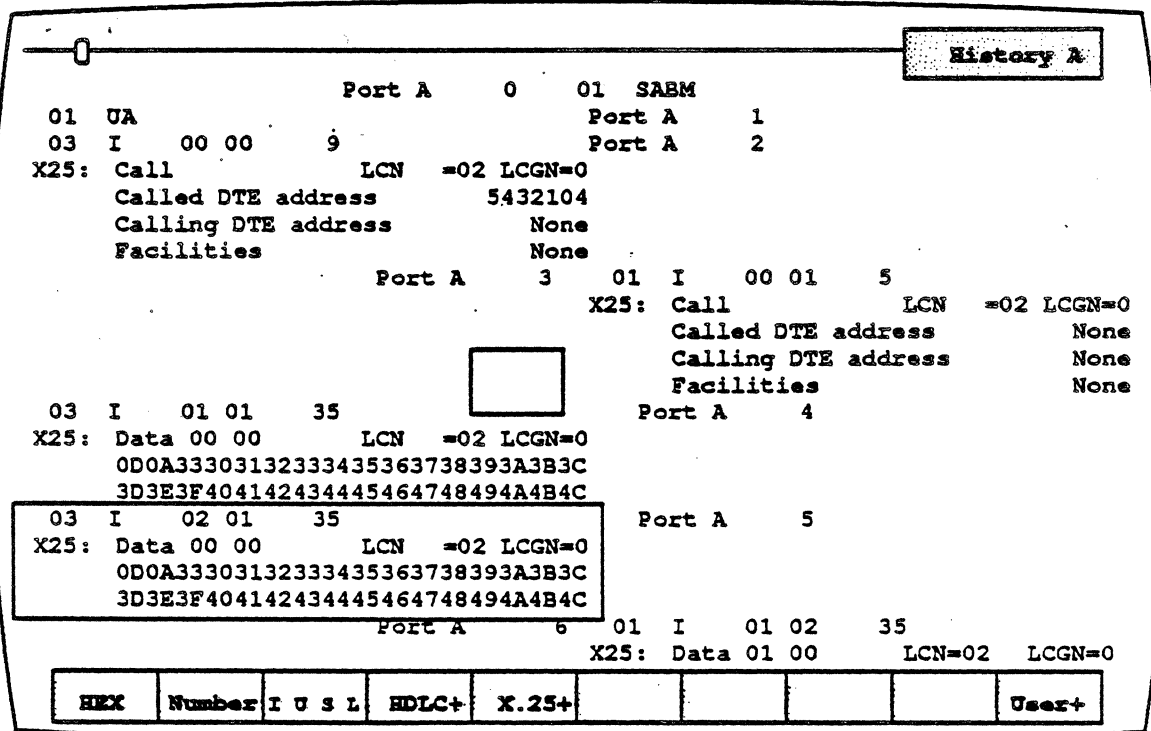 History A
Port A 0 01 SABM
01 UA Port A 1
03 I 00 00 9 Port A 2
X25: Call LCN =02 LCGN=0
Called DTE address 5432104
Calling DTE address None
Facilities None
Port A 3 01 I 00 01 5
X25: Call LCN =02 LCGN=0
Called DTE address None
Calling DTE address None
Facilities None
03 I 01 01 35 Port A 4
X25: Data 00 00 LCN =02 LCGN=0
0D0A33303132333435363738393A3B3C
3D3E3F404142434445464748494A4B4C
03 I 02 01 35 Port A 5
X25: Data 00 00 LCN =02 LCGN=0
0D0A33303132333435363738393A3B3C
3D3E3F404142434445464748494A4B4C
Port A 6 01 I 01 02 35
X25: Data 01 00 LCN=02 LCGN=0
HEX Number I U S L HDLC+ X.25+ User+